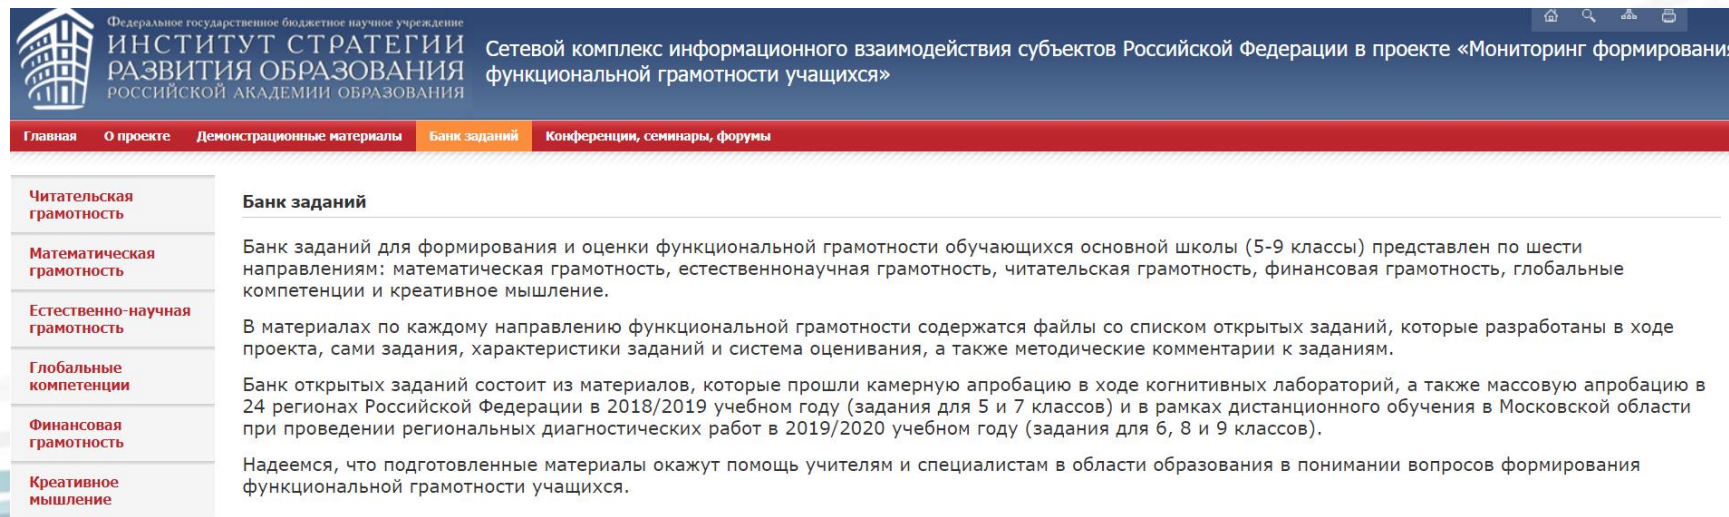 Федеральное государственное бюджетное научное учреждение
ИНСТИТУТ СТРАТЕГИИ
РАЗВИТИЯ ОБРАЗОВАНИЯ
РОССИЙСКОЙ АКАДЕМИИ ОБРАЗОВАНИЯ
Сетевой комплекс информационного взаимодействия субъектов Российской Федерации в проекте «Мониторинг формирования
функциональной грамотности учащихся»
Главная О проекте Демонстрационные материалы Банк заданий Конференции, семинары, форумы
Читательская
грамотность
Математическая
грамотность
Естественно-научная
грамотность
Глобальные
компетенции
Финансовая
грамотность
Креативное
мышление
Банк заданий
Банк заданий для формирования и оценки функциональной грамотности обучающихся основной школы (5-9 классы) представлен по шести
направлениям: математическая грамотность, естественнонаучная грамотность, читательская грамотность, финансовая грамотность, глобальные
компетенции и креативное мышление.
В материалах по каждому направлению функциональной грамотности содержатся файлы со списком открытых заданий, которые разработаны в ходе
проекта, сами задания, характеристики заданий и система оценивания, а также методические комментарии к заданиям.
Банк открытых заданий состоит из материалов, которые прошли камерную апробацию в ходе когнитивных лабораторий, а также массовую апробацию в
24 регионах Российской Федерации в 2018/2019 учебном году (задания для 5 и 7 классов) и в рамках дистанционного обучения в Московской области
при проведении региональных диагностических работ в 2019/2020 учебном году (задания для 6, 8 и 9 классов).
Надеемся, что подготовленные материалы окажут помощь учителям и специалистам в области образования в понимании вопросов формирования
функциональной грамотности учащихся.